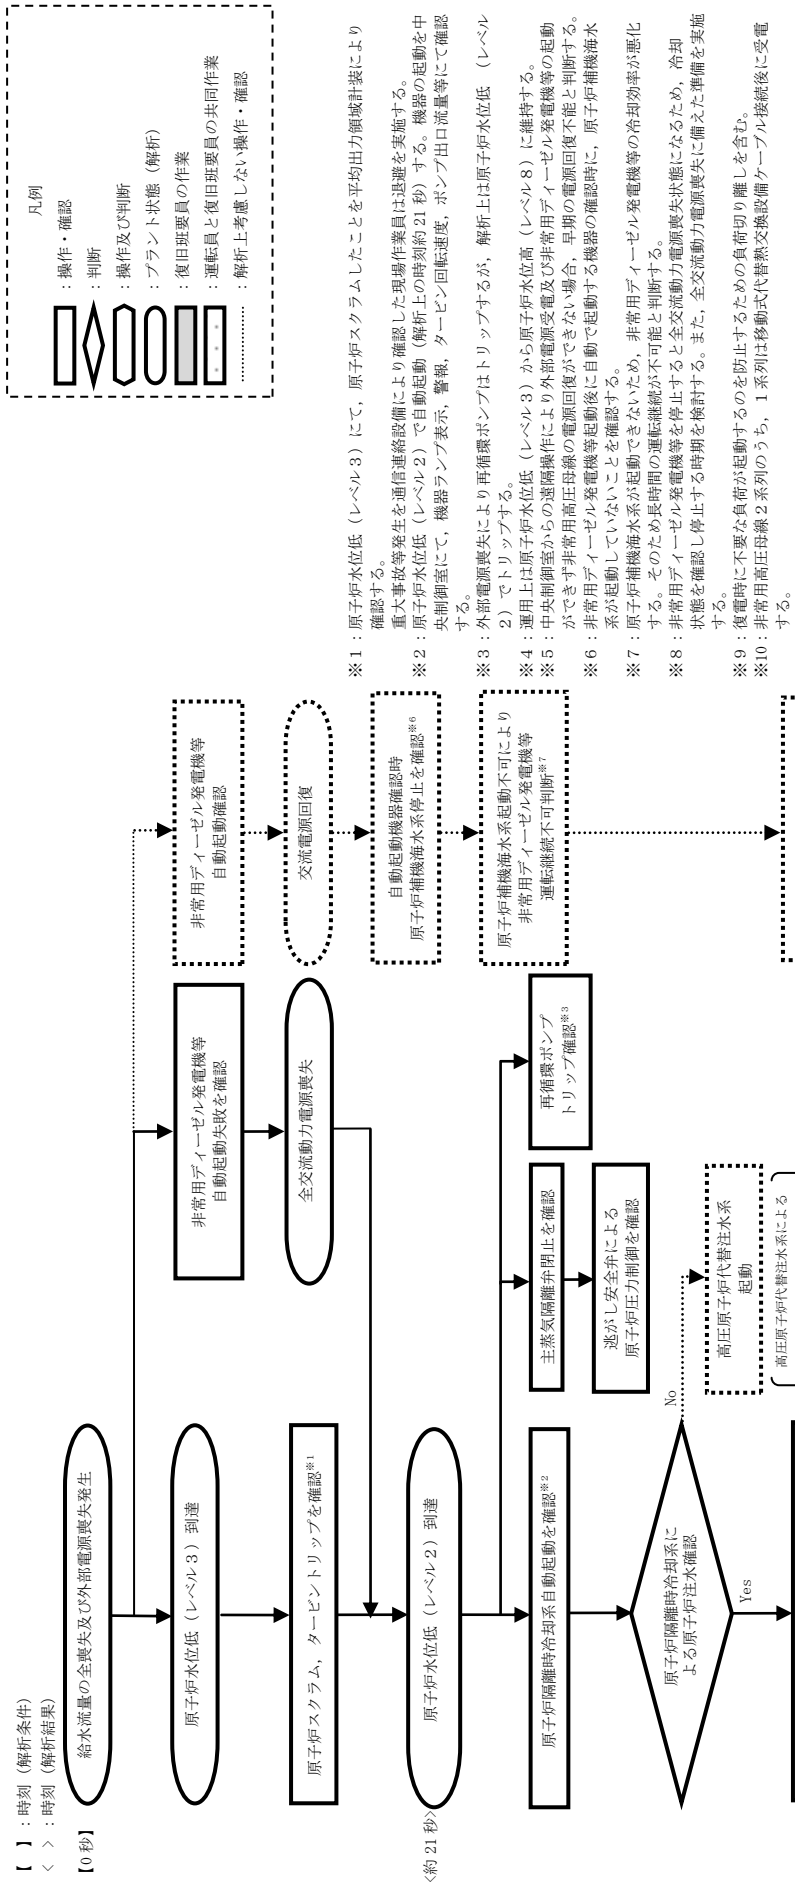 【　】：時刻（解析条件）
＜　＞：時刻（解析結果）
【0 秒】
給水流量の全喪失及び外部電源喪失発生
原子炉水位低（レベル３）到達
原子炉スクラム，タービントリップを確認※1
＜約 21 秒＞
原子炉水位低（レベル２）到達
原子炉隔離時冷却系自動起動を確認※2
原子炉隔離時冷却系に
よる原子炉注水確認
Yes
No
非常用ディーゼル発電機等
自動起動失敗を確認
全交流動力電源喪失
主蒸気隔離弁閉止を確認
逃がし安全弁による
原子炉圧力制御を確認
再循環ポンプ
トリップ確認※3
高圧原子炉代替注水系
起動
高圧原子炉代替注水系による
非常用ディーゼル発電機等
自動起動確認
交流電源回復
自動起動機器確認時
原子炉補機海水系停止を確認※6
原子炉補機海水系起動不可により
非常用ディーゼル発電機等
運転継続不可判断※7
凡例
：操作・確認
：判断
：操作及び判断
：プラント状態（解析）
：復旧班要員の作業
：運転員と復旧班要員の共同作業
：解析上考慮しない操作・確認
※１：原子炉水位低（レベル３）にて，原子炉スクラムしたことを平均出力領域計装により
確認する。
重大事故等発生を通信連絡設備により確認した現場作業員は退避を実施する。
※２：原子炉水位低（レベル２）で自動起動（解析上の時刻約 21 秒）する。機器の起動を中
央制御室にて，機器ランプ表示，警報，タービン回転速度，ポンプ出口流量等にて確認
する。
※３：外部電源喪失により再循環ポンプはトリップするが，解析上は原子炉水位低（レベル
２）でトリップする。
※４：運用上は原子炉水位低（レベル３）から原子炉水位高（レベル８）に維持する。
※５：中央制御室からの遠隔操作により外部電源受電及び非常用ディーゼル発電機等の起動
ができず非常用高圧母線の電源回復ができない場合，早期の電源回復不能と判断する。
※６：非常用ディーゼル発電機等起動後に自動で起動する機器の確認時に，原子炉補機海水
系が起動していないことを確認する。
※７：原子炉補機海水系が起動できないため，非常用ディーゼル発電機等の冷却効率が悪化
する。そのため長時間の運転継続が不可能と判断する。
※８：非常用ディーゼル発電機等を停止すると全交流動力電源喪失状態になるため，冷却
状態を確認し停止する時期を検討する。また，全交流動力電源喪失に備えた準備を実施
する。
※９：復電時に不要な負荷が起動するのを防止するための負荷切り離しを含む。
※10：非常用高圧母線２系列のうち，１系列は移動式代替熱交換設備ケーブル接続後に受電
する。